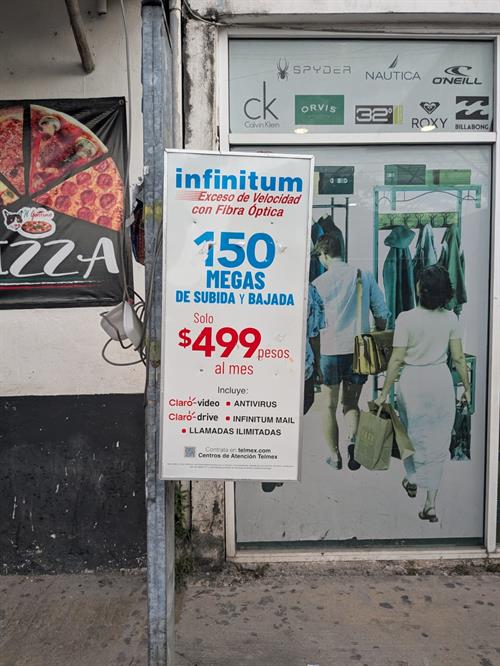 SPYDER
NAUTICA
O'NEILL
ck
Calvin Klein
ORVIS
ROXY
BILLABONG
IZZA
infinitum
Exceso de Velocidad
con Fibra Óptica
150
MEGAS
DE SUBIDA Y BAJADA
Solo
$499 pesos
al mes
Incluye:
Claro-video • ANTIVIRUS
Claro-drive • INFINITUM MAIL
• LLAMADAS ILIMITADAS
Contrata en telmex.com
Centros de Atención Telmex